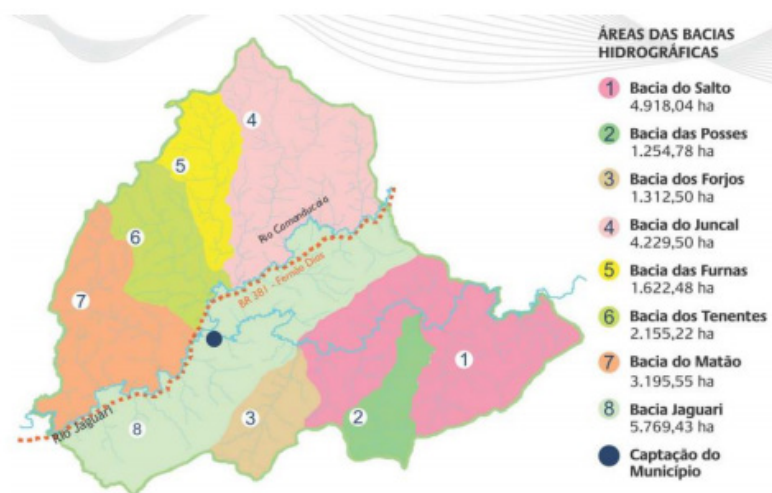 ÁREAS DAS BACIAS
HIDROGRÁFICAS
1 Bacia do Salto
4.918,04 ha
2 Bacia das Posses
1.254,78 ha
3 Bacia dos Forjos
1.312,50 ha
4 Bacia do Juncal
4.229,50 ha
5 Bacia das Furnas
1.622,48 ha
6 Bacia dos Tenentes
2.155,22 ha
7 Bacia do Matão
3.195,55 ha
8 Bacia Jaguari
5.769,43 ha
Captação do
Município
4
5
Rio Camanducaia
6
BR 381 - Fernão Dias
7
1
2
3
8
Rio Jaguari